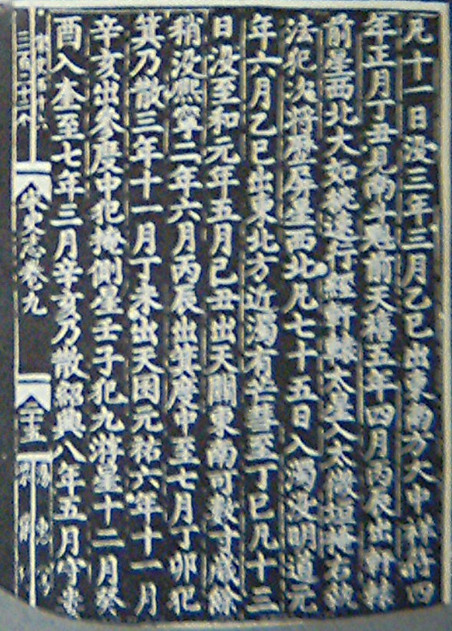 凡十一日没三年三月乙巳出東南方大中祥符四
年正月丁丑見南斗魁前天禧五年四月丙辰出軒轅
前星西北大如桃速行經軒轅大星入太微垣掩右執
法犯次將歷屏星西北凡七十五日入濁没明道元
年六月乙巳出東北方近濁有芒彗至丁巳凡十三
日没至和元年五月己丑出天關東南可數寸歲餘
稍没熙寧二年六月丙辰出箕度中至七月丁卯犯
箕乃散三年十一月丁未出天囷元祐六年十一月
辛亥出參度中犯掩側星壬子犯九斿星十二月癸
酉入奎至七年三月辛亥乃散紹興八年五月守婁
宋史志卷九